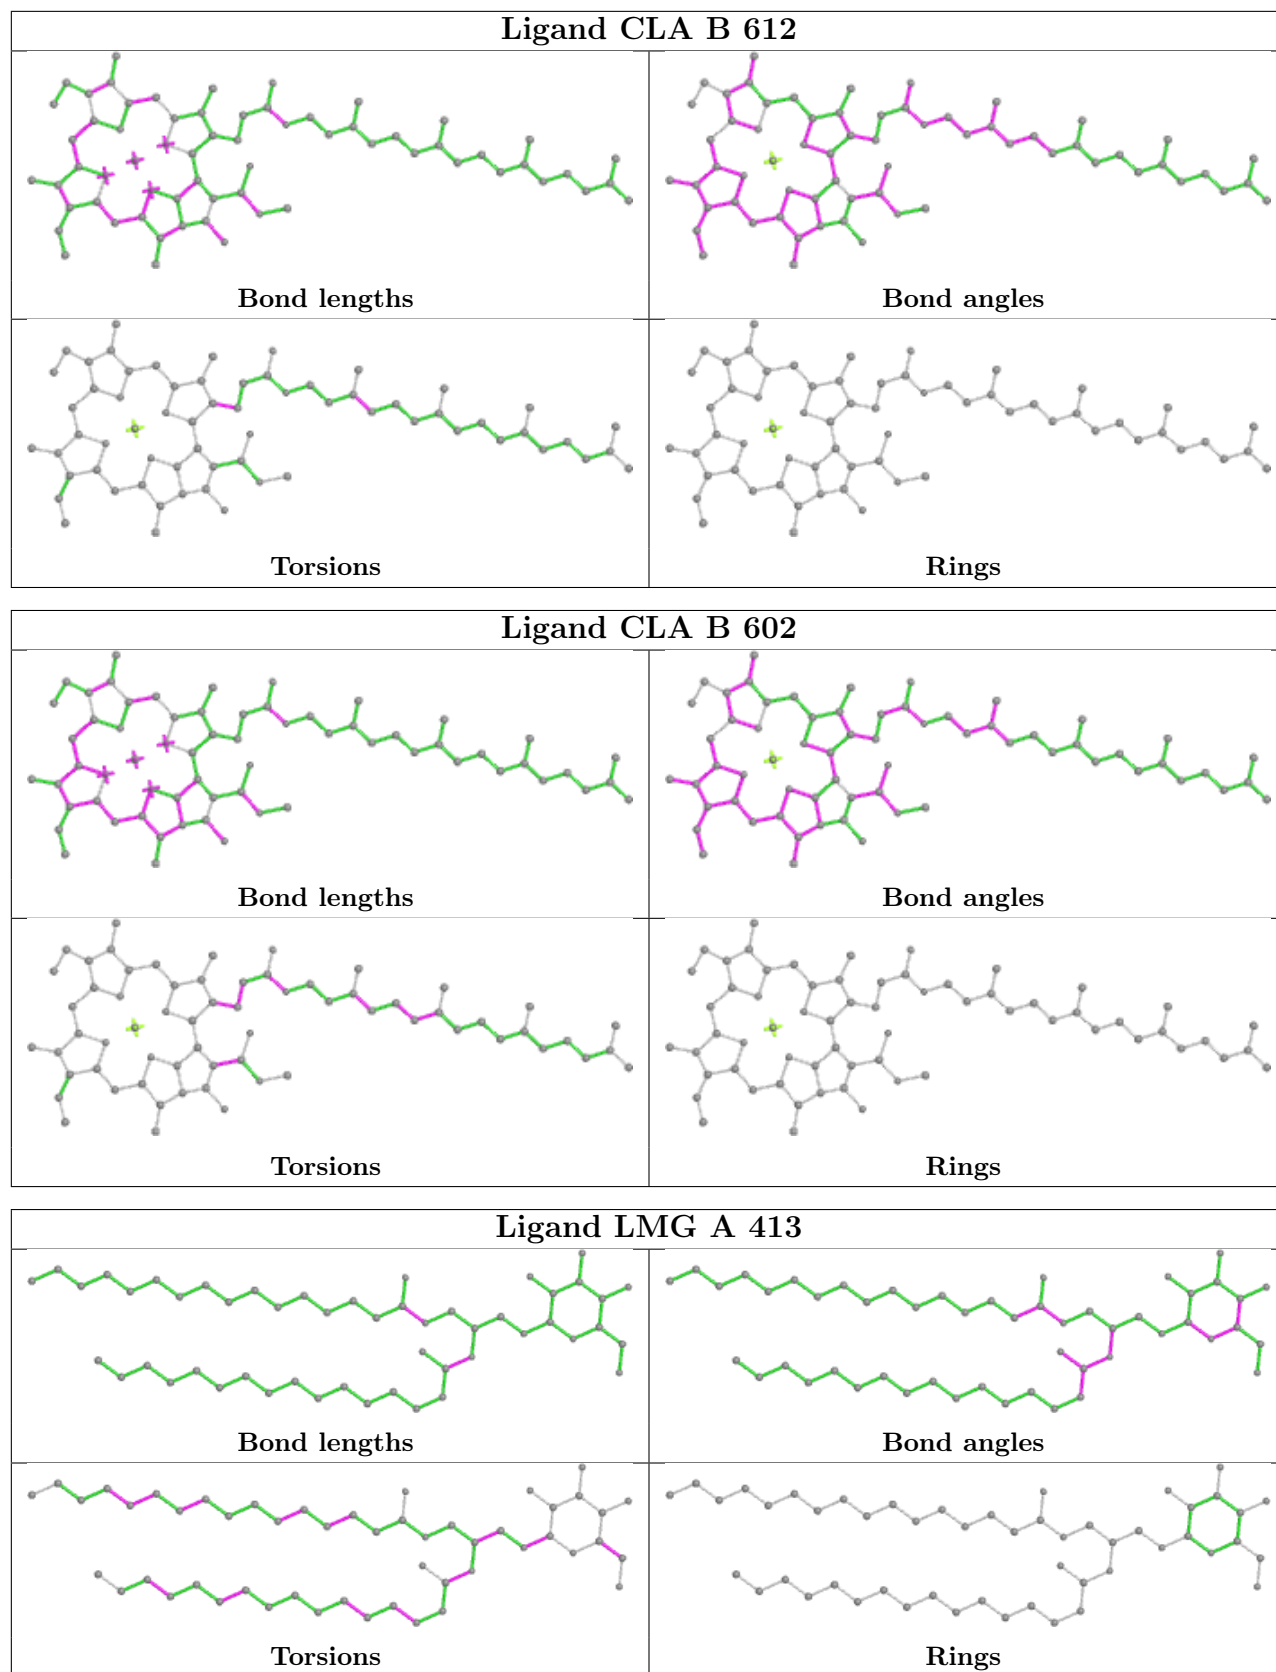 Ligand CLA B 612
Bond lengths
Bond angles
Torsions
Rings
Ligand CLA B 602
Bond lengths
Bond angles
Torsions
Rings
Ligand LMG A 413
Bond lengths
Bond angles
Torsions
Rings